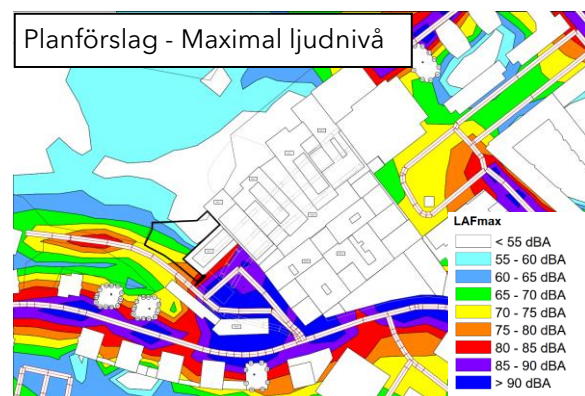 Planförslag - Maximal ljudnivå
LAFmax
< 55 dBA
55 - 60 dBA
60 - 65 dBA
65 - 70 dBA
70 - 75 dBA
75 - 80 dBA
80 - 85 dBA
85 - 90 dBA
> 90 dBA